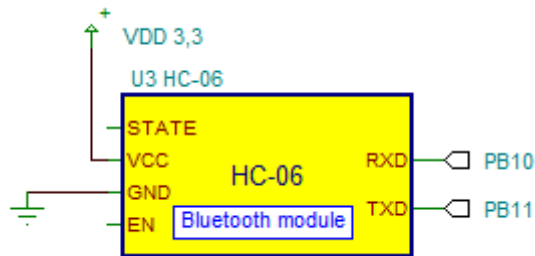 +
VDD 3,3
U3 HC-06
STATE
VCC
GND
EN
HC-06
Bluetooth module
RXD
TXD
PB10
PB11